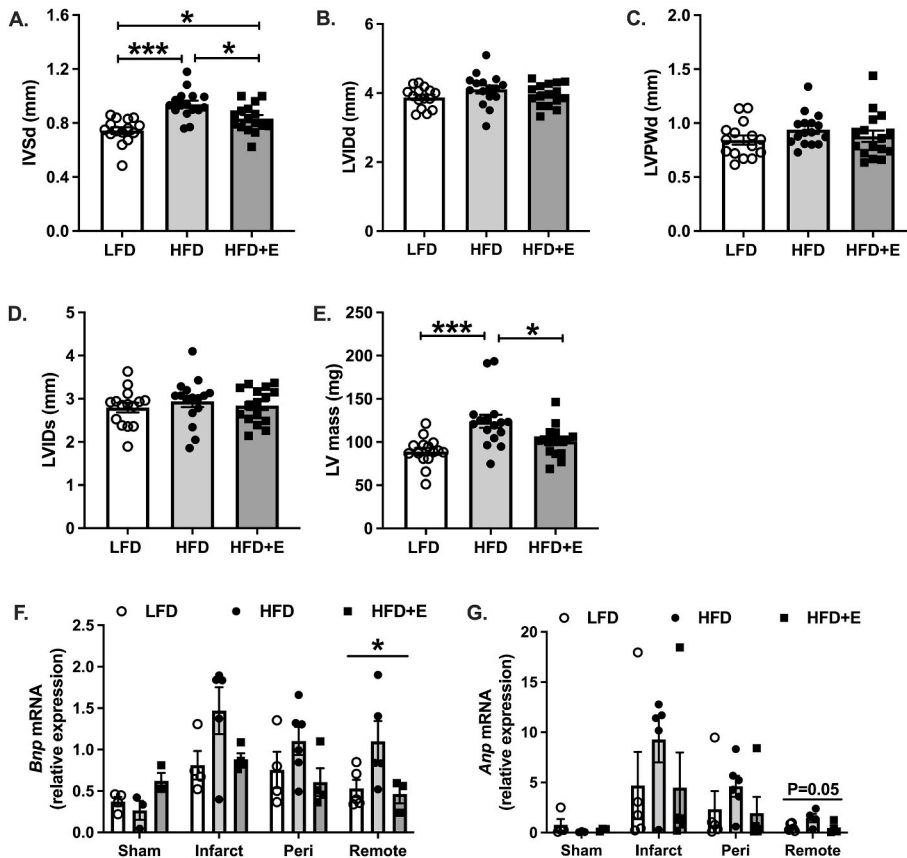 A.
IVSd (mm)
1.6
1.2
0.8
0.4
0.0
*
***
*
LFD HFD HFD+E
B.
LVIDd (mm)
6
4
2
0
LFD HFD HFD+E
C.
LVPWd (mm)
2.0
1.5
1.0
0.5
0.0
LFD HFD HFD+E
D.
LVIDs (mm)
5
4
3
2
1
0
LFD HFD HFD+E
E.
LV mass (mg)
250
200
150
100
50
0
***
*
LFD HFD HFD+E
F.
LFD HFD HFD+E
Bnp mRNA
(relative expression)
2.5
2.0
1.5
1.0
0.5
0.0
*
Sham Infarct Peri Remote
G.
LFD HFD HFD+E
Anp mRNA
(relative expression)
20
15
10
5
0
P=0.05
Sham Infarct Peri Remote